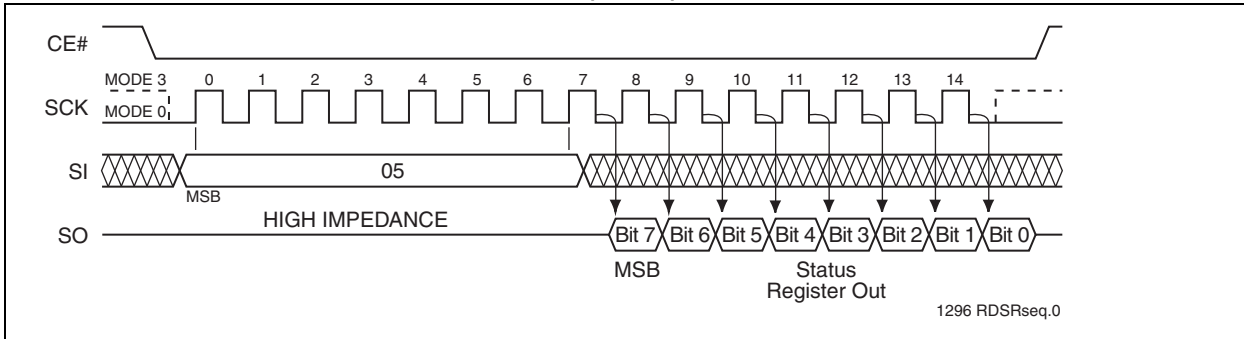 CE#
MODE 3 0 1 2 3 4 5 6 7 8 9 10 11 12 13 14
SCK MODE 0
SI 05
MSB
HIGH IMPEDANCE
SO Bit 7 Bit 6 Bit 5 Bit 4 Bit 3 Bit 2 Bit 1 Bit 0
MSB Status
Register Out
1296 RDSRseq.0